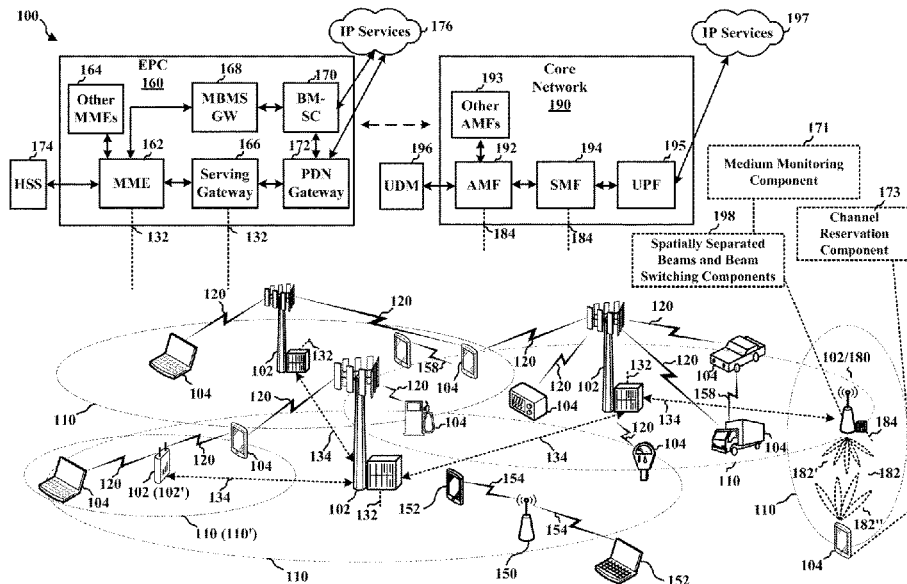 100
IP Services
176
IP Services
197
EPC
160
164
Other
MMEs
168
MBMS
GW
170
BM-
SC
174
HSS
162
MME
166
Serving
Gateway
172
PDN
Gateway
132
132
Core
Network
190
193
Other
AMFs
196
UDM
192
AMF
194
SMF
195
UPF
184
184
171
Medium Monitoring
Component
198
Spatially Separated
Beams and Beam
Switching Components
173
Channel
Reservation
Component
120
120
104
102
132
158
104
110
120
120
120
104
102
132
120
120
104
158
104
102/180
184
134
182'
182
182''
110
104
120
104
120
104
134
120
120
104
102 (102')
134
110 (110')
102
132
134
104
110
152
154
150
154
152
110